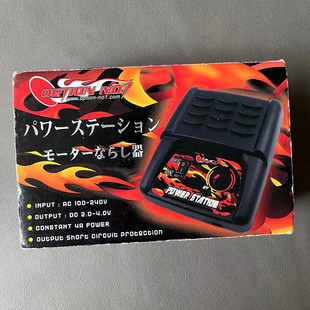 OPTION-NO1
www.option-no1.com
パワーステーション
モーターならし器
INPUT : AC 100-240V
OUTPUT : DC 2.0-4.0V
CONSTANT 4A POWER
OUTPUT SHORT CIRCUIT PROTECTION
POWER STATION